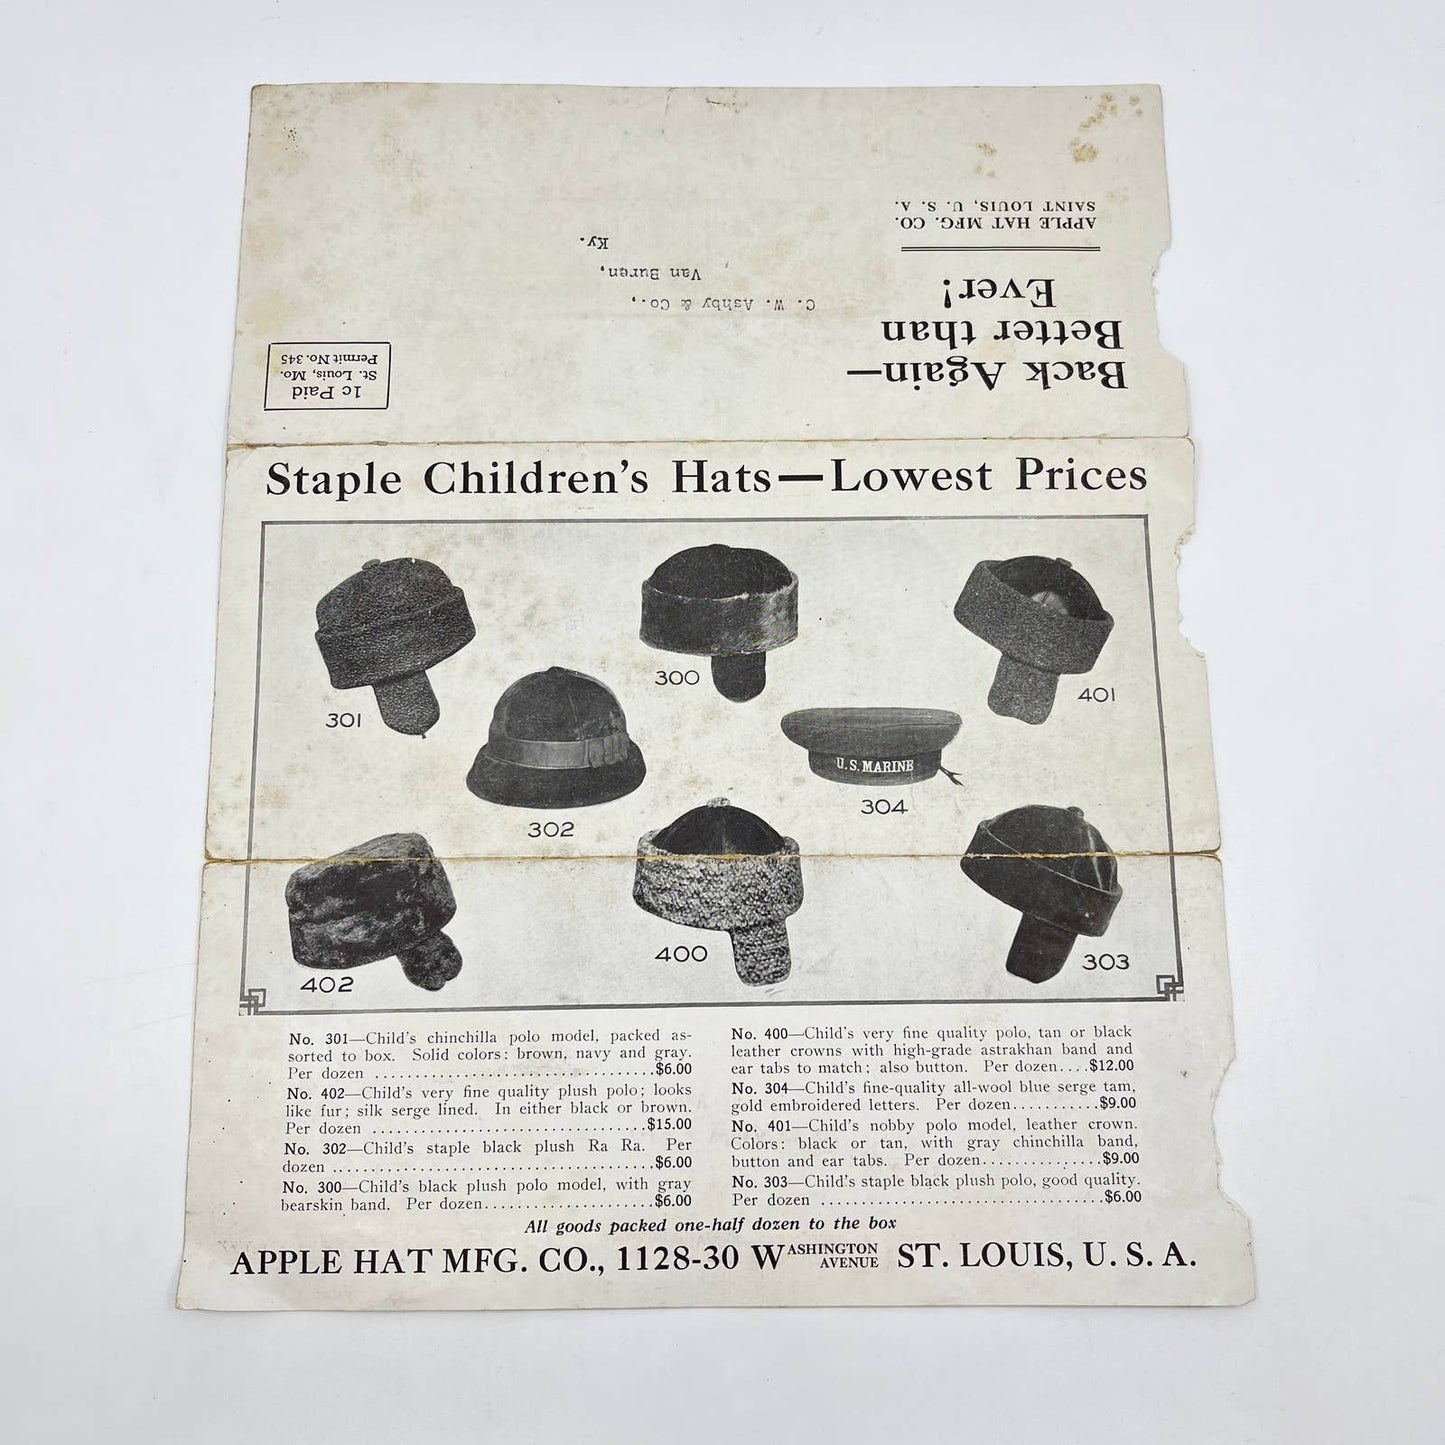 APPLE HAT MFG. CO.
SAINT LOUIS, U. S. A.
Back Again—
Better than
Ever!
C. W. Ashby & Co.,
Van Buren,
Ky.
1c Paid
St. Louis, Mo.
Permit No. 345
Staple Children's Hats—Lowest Prices
301
300
401
302
U.S. MARINE
304
402
400
303
No. 301—Child's chinchilla polo model, packed as-
sorted to box. Solid colors: brown, navy and gray.
Per dozen ..................................$6.00
No. 402—Child's very fine quality plush polo; looks
like fur; silk serge lined. In either black or brown.
Per dozen .................................$15.00
No. 302—Child's staple black plush Ra Ra. Per
dozen .......................................$6.00
No. 300—Child's black plush polo model, with gray
bearskin band. Per dozen.....................$6.00
No. 400—Child's very fine quality polo, tan or black
leather crowns with high-grade astrakhan band and
ear tabs to match; also button. Per dozen....$12.00
No. 304—Child's fine-quality all-wool blue serge tam,
gold embroidered letters. Per dozen...........$9.00
No. 401—Child's nobby polo model, leather crown.
Colors: black or tan, with gray chinchilla band,
button and ear tabs. Per dozen...............$9.00
No. 303—Child's staple black plush polo, good quality.
Per dozen ..................................$6.00
All goods packed one-half dozen to the box
APPLE HAT MFG. CO., 1128-30 WASHINGTON AVENUE ST. LOUIS, U. S. A.